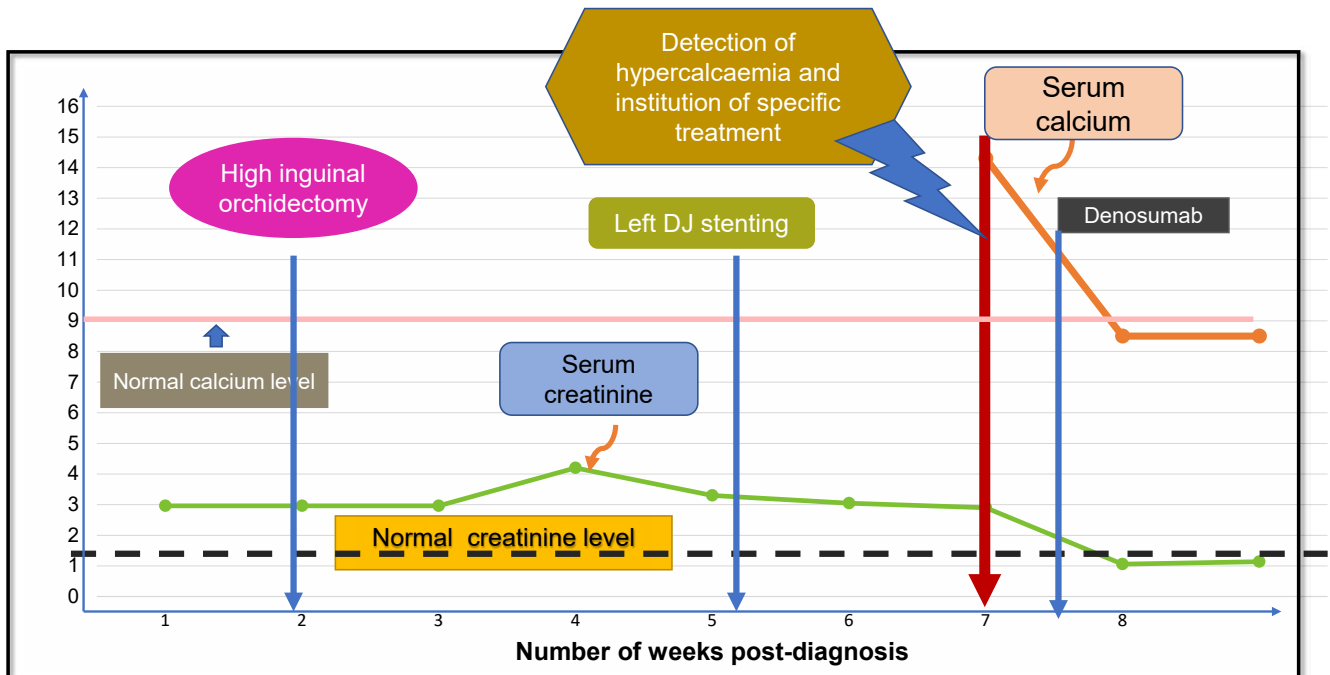 Detection of
hypercalcaemia and
institution of specific
treatment
Serum
calcium
High inguinal
orchidectomy
Left DJ stenting
Denosumab
Normal calcium level
Serum
creatinine
Normal creatinine level
16
15
14
13
12
11
10
9
8
7
6
5
4
3
2
1
0
1 2 3 4 5 6 7 8
Number of weeks post-diagnosis